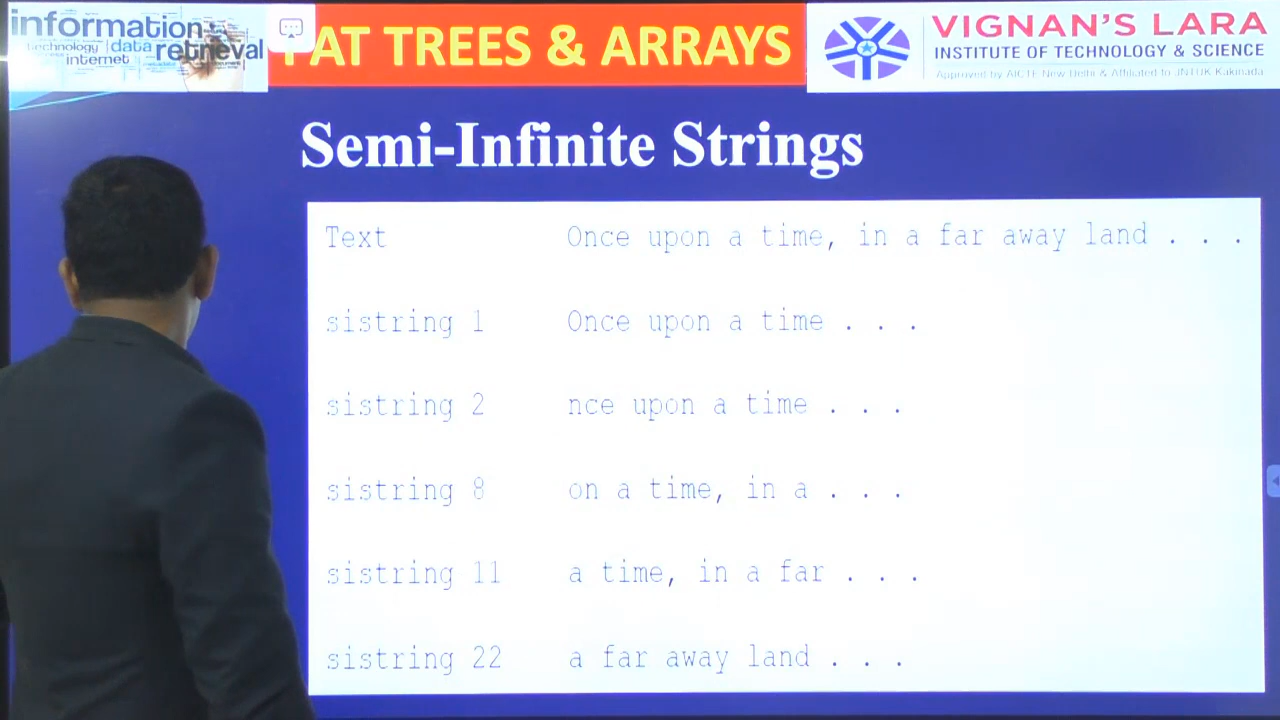 information
technology data retrieval
internet
PAT TREES & ARRAYS
VIGNAN'S LARA
INSTITUTE OF TECHNOLOGY & SCIENCE
Approved by AICTE New Delhi & Affiliated to JNTUK Kakinada
Semi-Infinite Strings
Text Once upon a time, in a far away land . . .
sistring 1 Once upon a time . . .
sistring 2 nce upon a time . . .
sistring 8 on a time, in a . . .
sistring 11 a time, in a far . . .
sistring 22 a far away land . . .